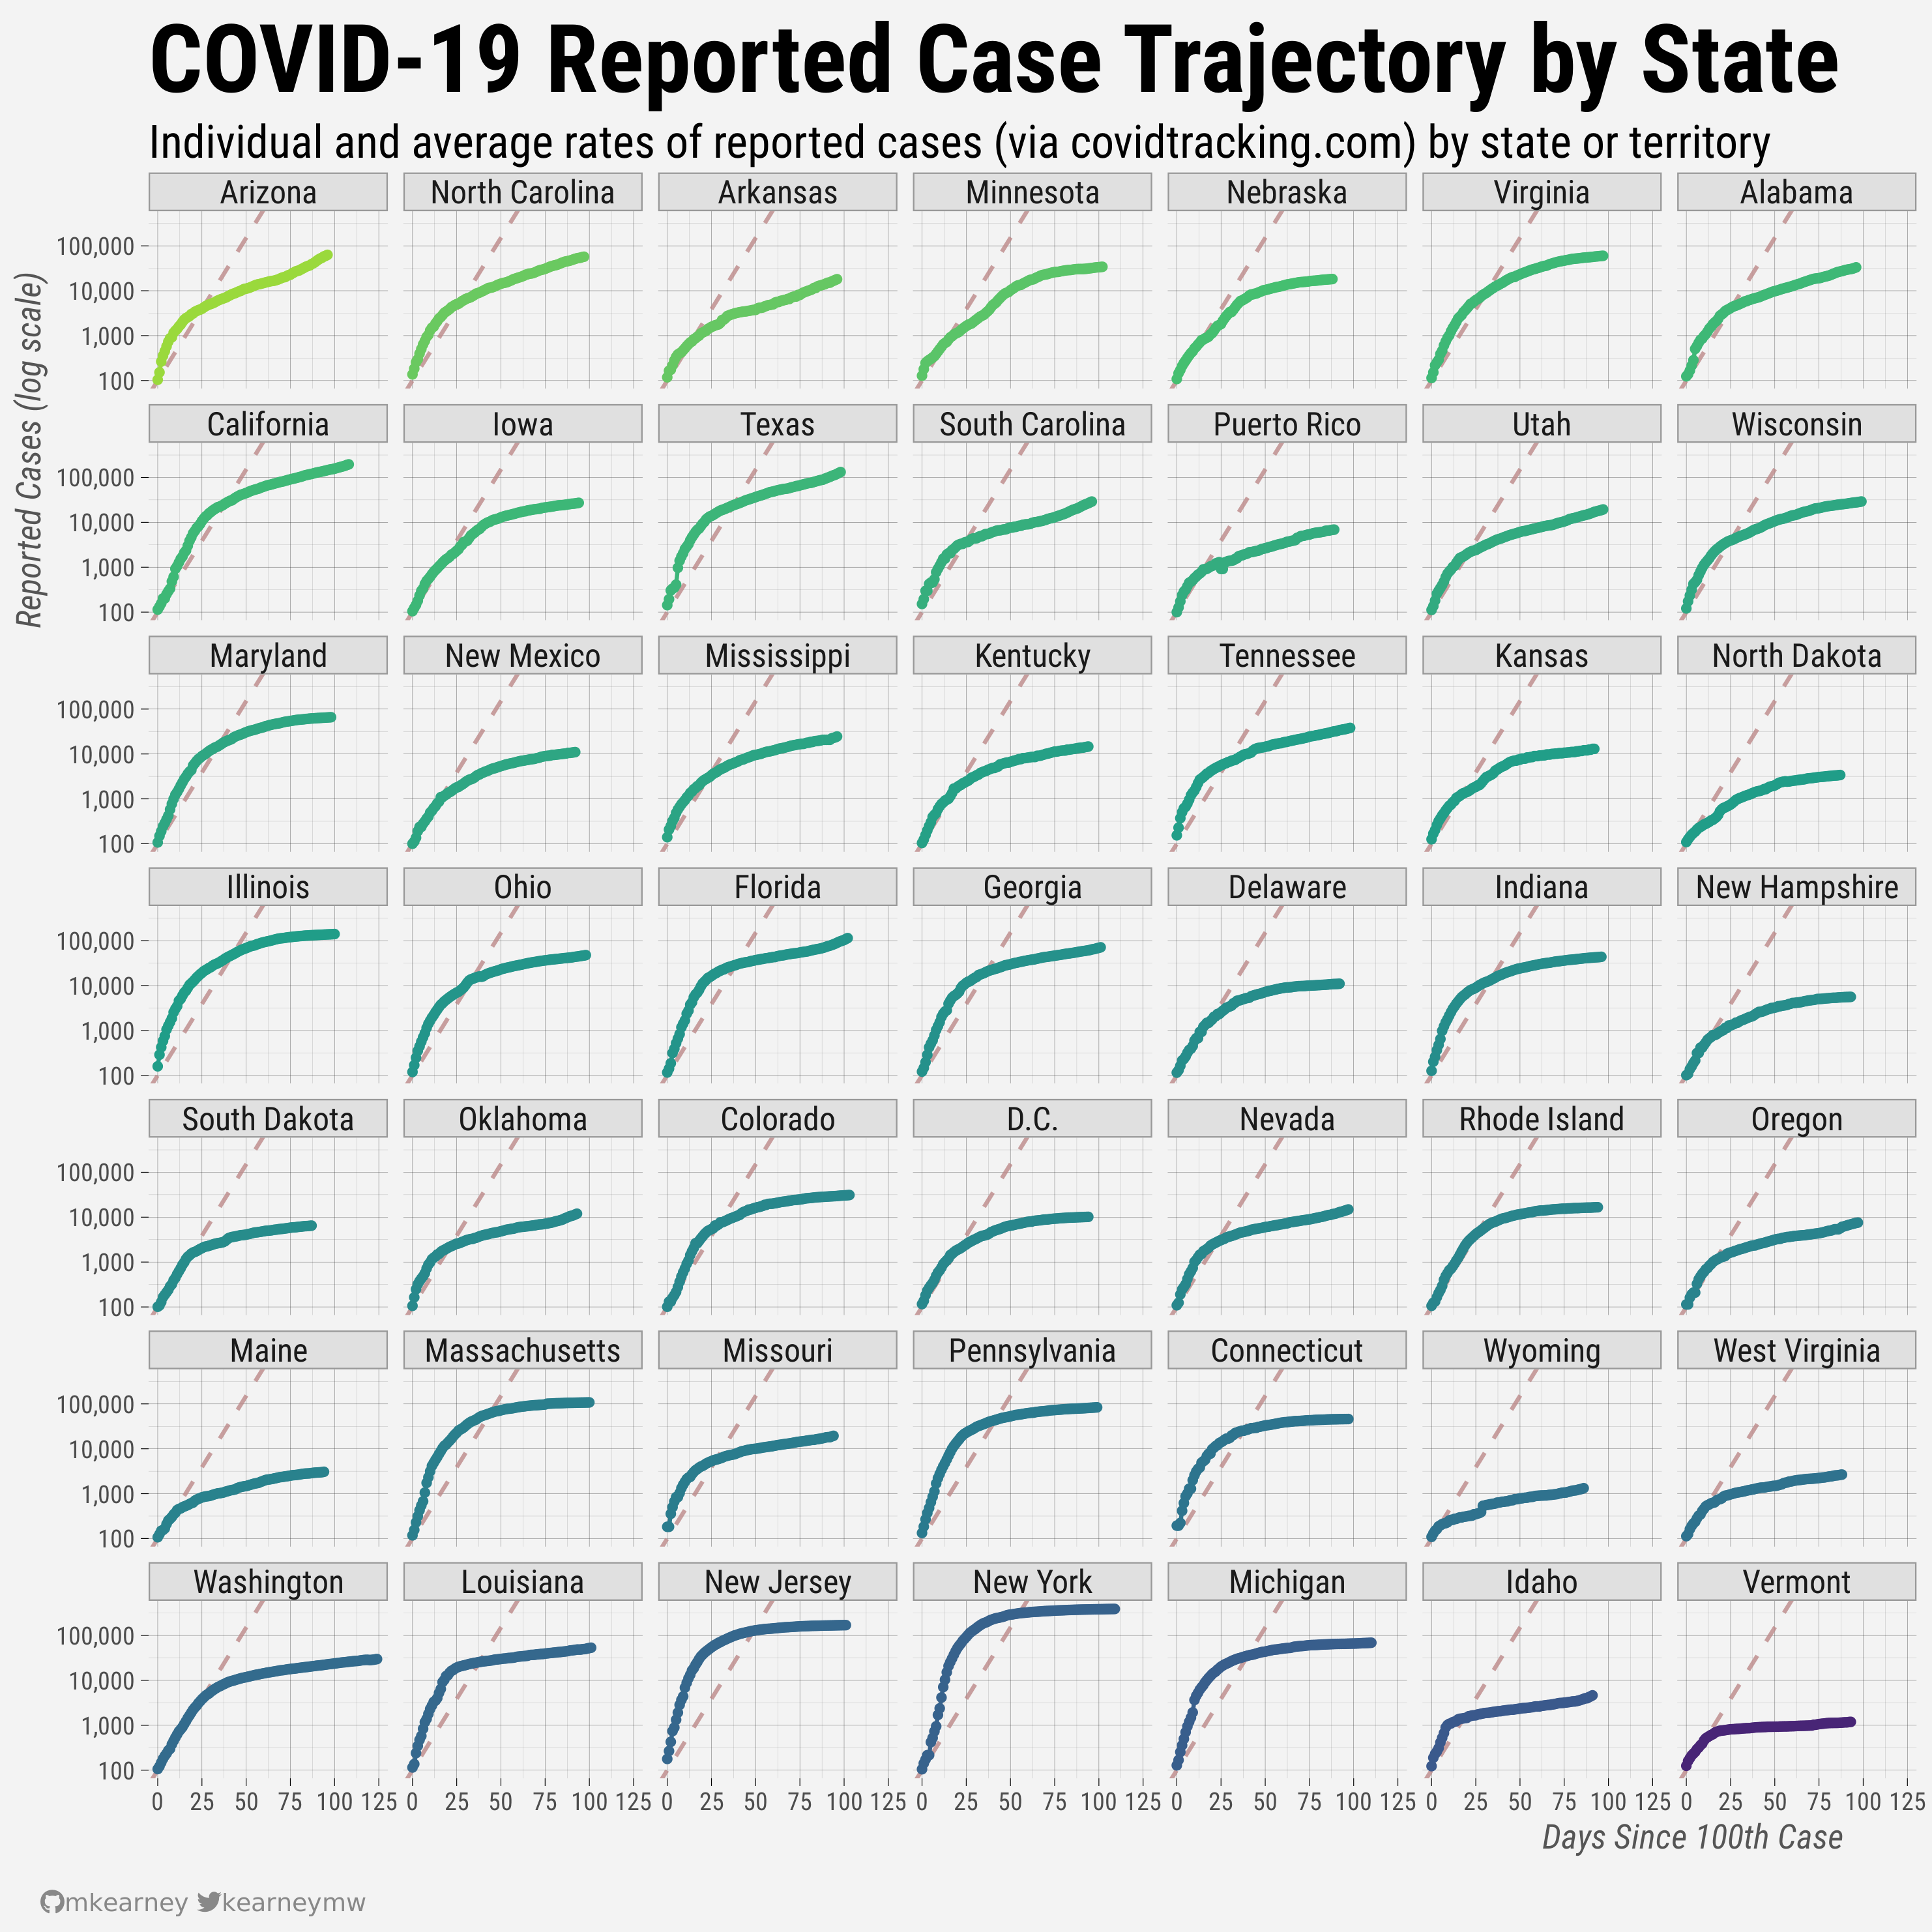 COVID-19 Reported Case Trajectory by State
Individual and average rates of reported cases (via covidtracking.com) by state or territory
Reported Cases (log scale)
Arizona North Carolina Arkansas Minnesota Nebraska Virginia Alabama
100,000
10,000
1,000
100
California Iowa Texas South Carolina Puerto Rico Utah Wisconsin
100,000
10,000
1,000
100
Maryland New Mexico Mississippi Kentucky Tennessee Kansas North Dakota
100,000
10,000
1,000
100
Illinois Ohio Florida Georgia Delaware Indiana New Hampshire
100,000
10,000
1,000
100
South Dakota Oklahoma Colorado D.C. Nevada Rhode Island Oregon
100,000
10,000
1,000
100
Maine Massachusetts Missouri Pennsylvania Connecticut Wyoming West Virginia
100,000
10,000
1,000
100
Washington Louisiana New Jersey New York Michigan Idaho Vermont
100,000
10,000
1,000
100
0 25 50 75 100 125 0 25 50 75 100 125 0 25 50 75 100 125 0 25 50 75 100 125 0 25 50 75 100 125 0 25 50 75 100 125 0 25 50 75 100 125
Days Since 100th Case
mkearney kearneymw